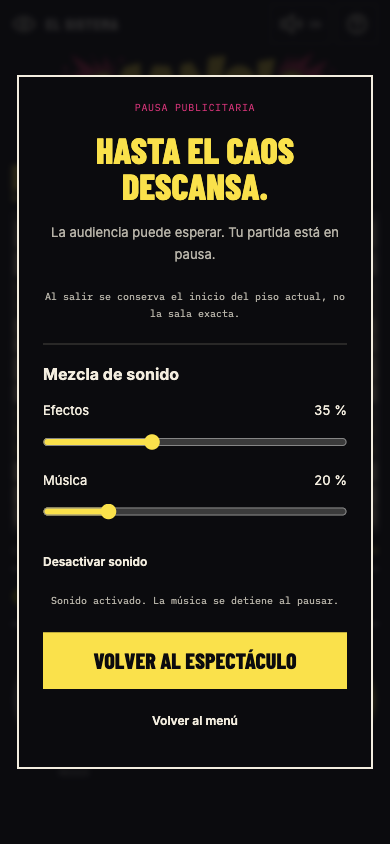 EL SISTEMA
PAUSA PUBLICITARIA
HASTA EL CAOS
DESCANSA.
La audiencia puede esperar. Tu partida está en
pausa.
Al salir se conserva el inicio del piso actual, no
la sala exacta.
Mezcla de sonido
Efectos
35 %
Música
20 %
Desactivar sonido
Sonido activado. La música se detiene al pausar.
VOLVER AL ESPECTÁCULO
Volver al menú